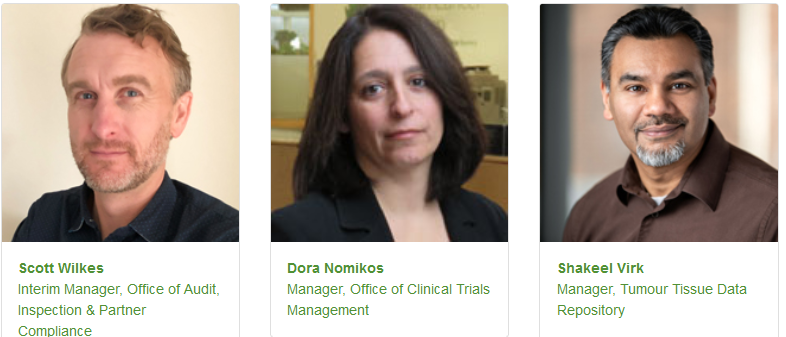 Scott Wilkes
Interim Manager, Office of Audit,
Inspection & Partner
Compliance
Dora Nomikos
Manager, Office of Clinical Trials
Management
Shakeel Virk
Manager, Tumour Tissue Data
Repository